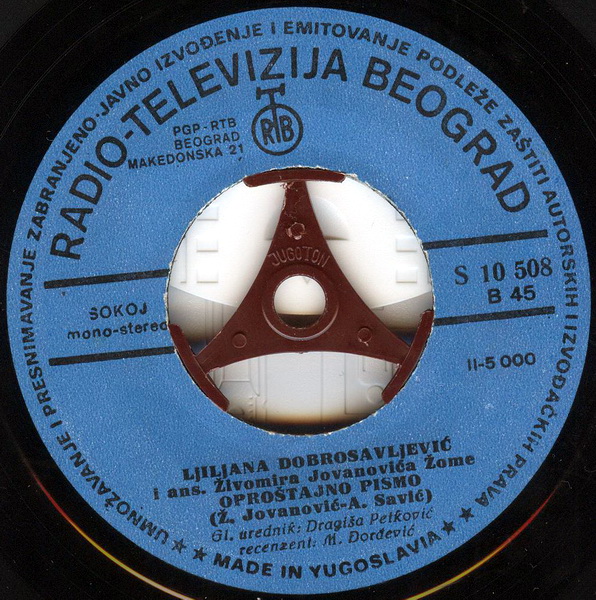 UMNOŽAVANJE I PRESNIMAVANJE ZABRANJENO·JAVNO IZVOĐENJE I EMITOVANJE PODLEŽE ZAŠTITI AUTORSKIH I IZVOĐAČKIH PRAVA
RADIO-TELEVIZIJA BEOGRAD
PGP-RTB
BEOGRAD
MAKEDONSKA 21
RTB
JUGOTON
S 10 508
B 45
SOKOJ
mono-stereo
II-5 000
LJILJANA DOBROSAVLJEVIĆ
i ans. Živomira Jovanovića Žome
OPROŠTAJNO PISMO
(Ž. Jovanović-A. Savić)
Gl. urednik: Dragiša Petković
recenzent: M. Đorđević
★★ MADE IN YUGOSLAVIA ★★